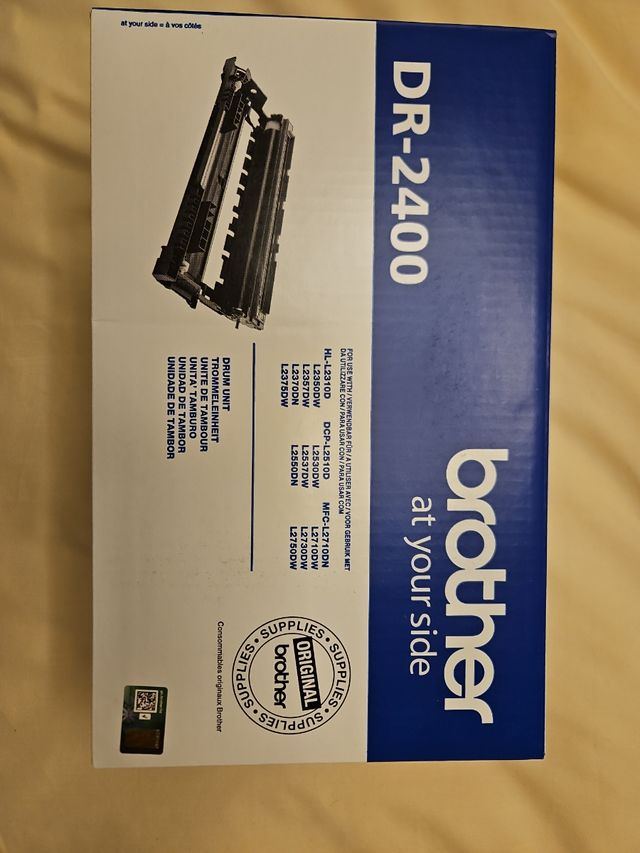 at your side = à vos côtés
DR-2400
brother
at your side
FOR USE WITH / VERWENDBAR FÜR / A UTILISER AVEC / VOOR GEBRUIK MET
DA UTILIZZARE CON / PARA USAR CON / PARA USAR COM
HL-L2310D
L2350DW
L2357DW
L2370DN
L2375DW
DCP-L2510D
L2530DW
L2537DW
L2550DN
MFC-L2710DN
L2710DW
L2730DW
L2750DW
DRUM UNIT
TROMMELEINHEIT
UNITE DE TAMBOUR
UNITA' TAMBURO
UNIDAD DE TAMBOR
UNIDADE DE TAMBOR
SUPPLIES • SUPPLIES • SUPPLIES • SUPPLIES •
ORIGINAL
brother
Consommables originaux Brother